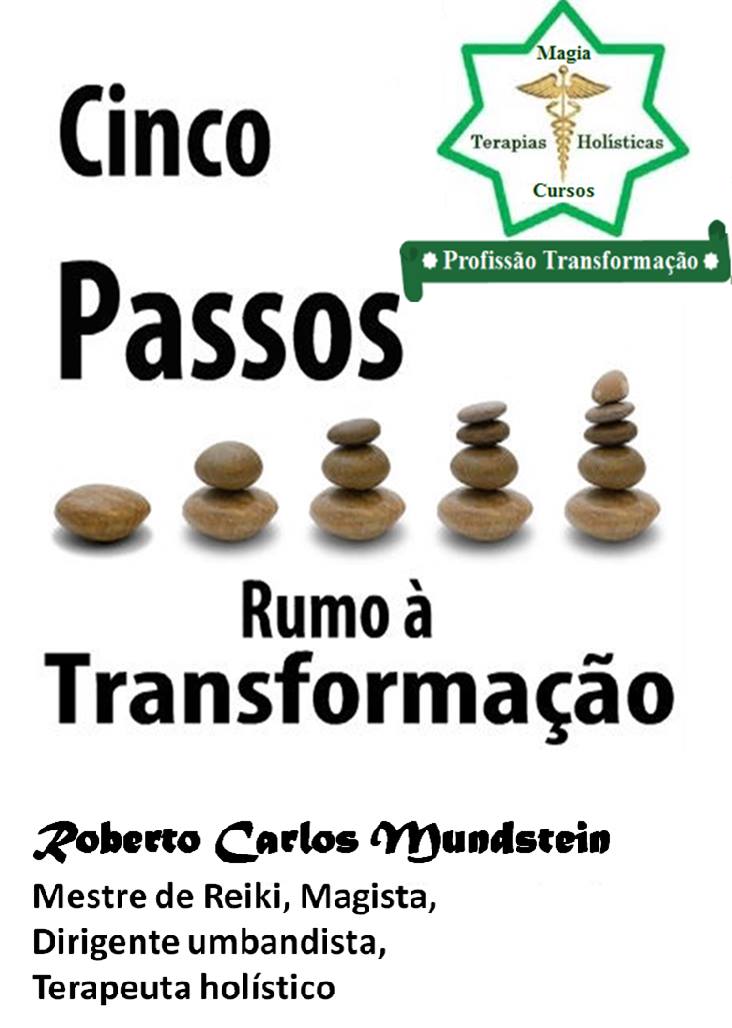 Cinco
Passos
Magia
Terapias Holísticas
Cursos
Profissão Transformação
Rumo à
Transformação
Roberto Carlos Mundstein
Mestre de Reiki, Magista,
Dirigente umbandista,
Terapeuta holístico